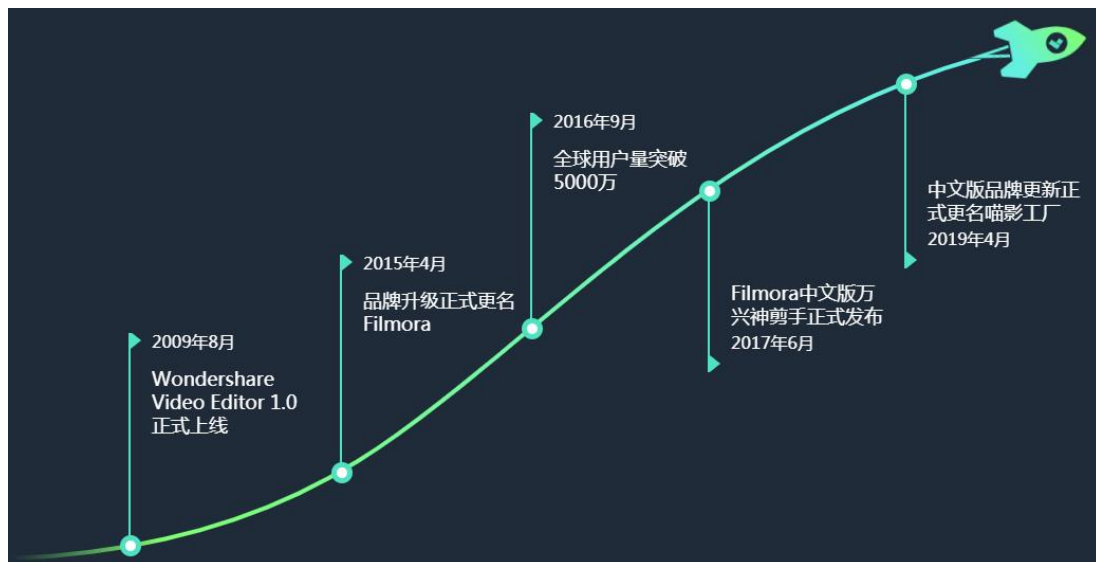 2009年8月
Wondershare
Video Editor 1.0
正式上线
2015年4月
品牌升级正式更名
Filmora
2016年9月
全球用户量突破
5000万
Filmora中文版万
兴神剪手正式发布
2017年6月
中文版品牌更新正
式更名喵影工厂
2019年4月